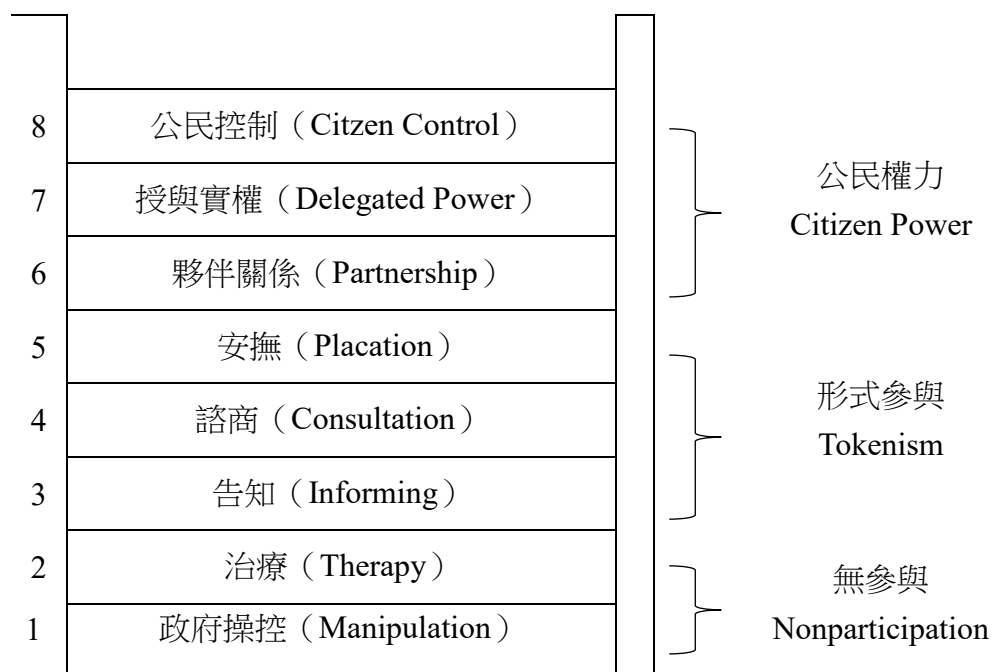 8 公民控制（Citzen Control）
7 授與實權（Delegated Power）
公民權力
Citizen Power
6 夥伴關係（Partnership）
5 安撫（Placation）
4 諮商（Consultation）
形式參與
Tokenism
3 告知（Informing）
2 治療（Therapy）
無參與
Nonparticipation
1 政府操控（Manipulation）